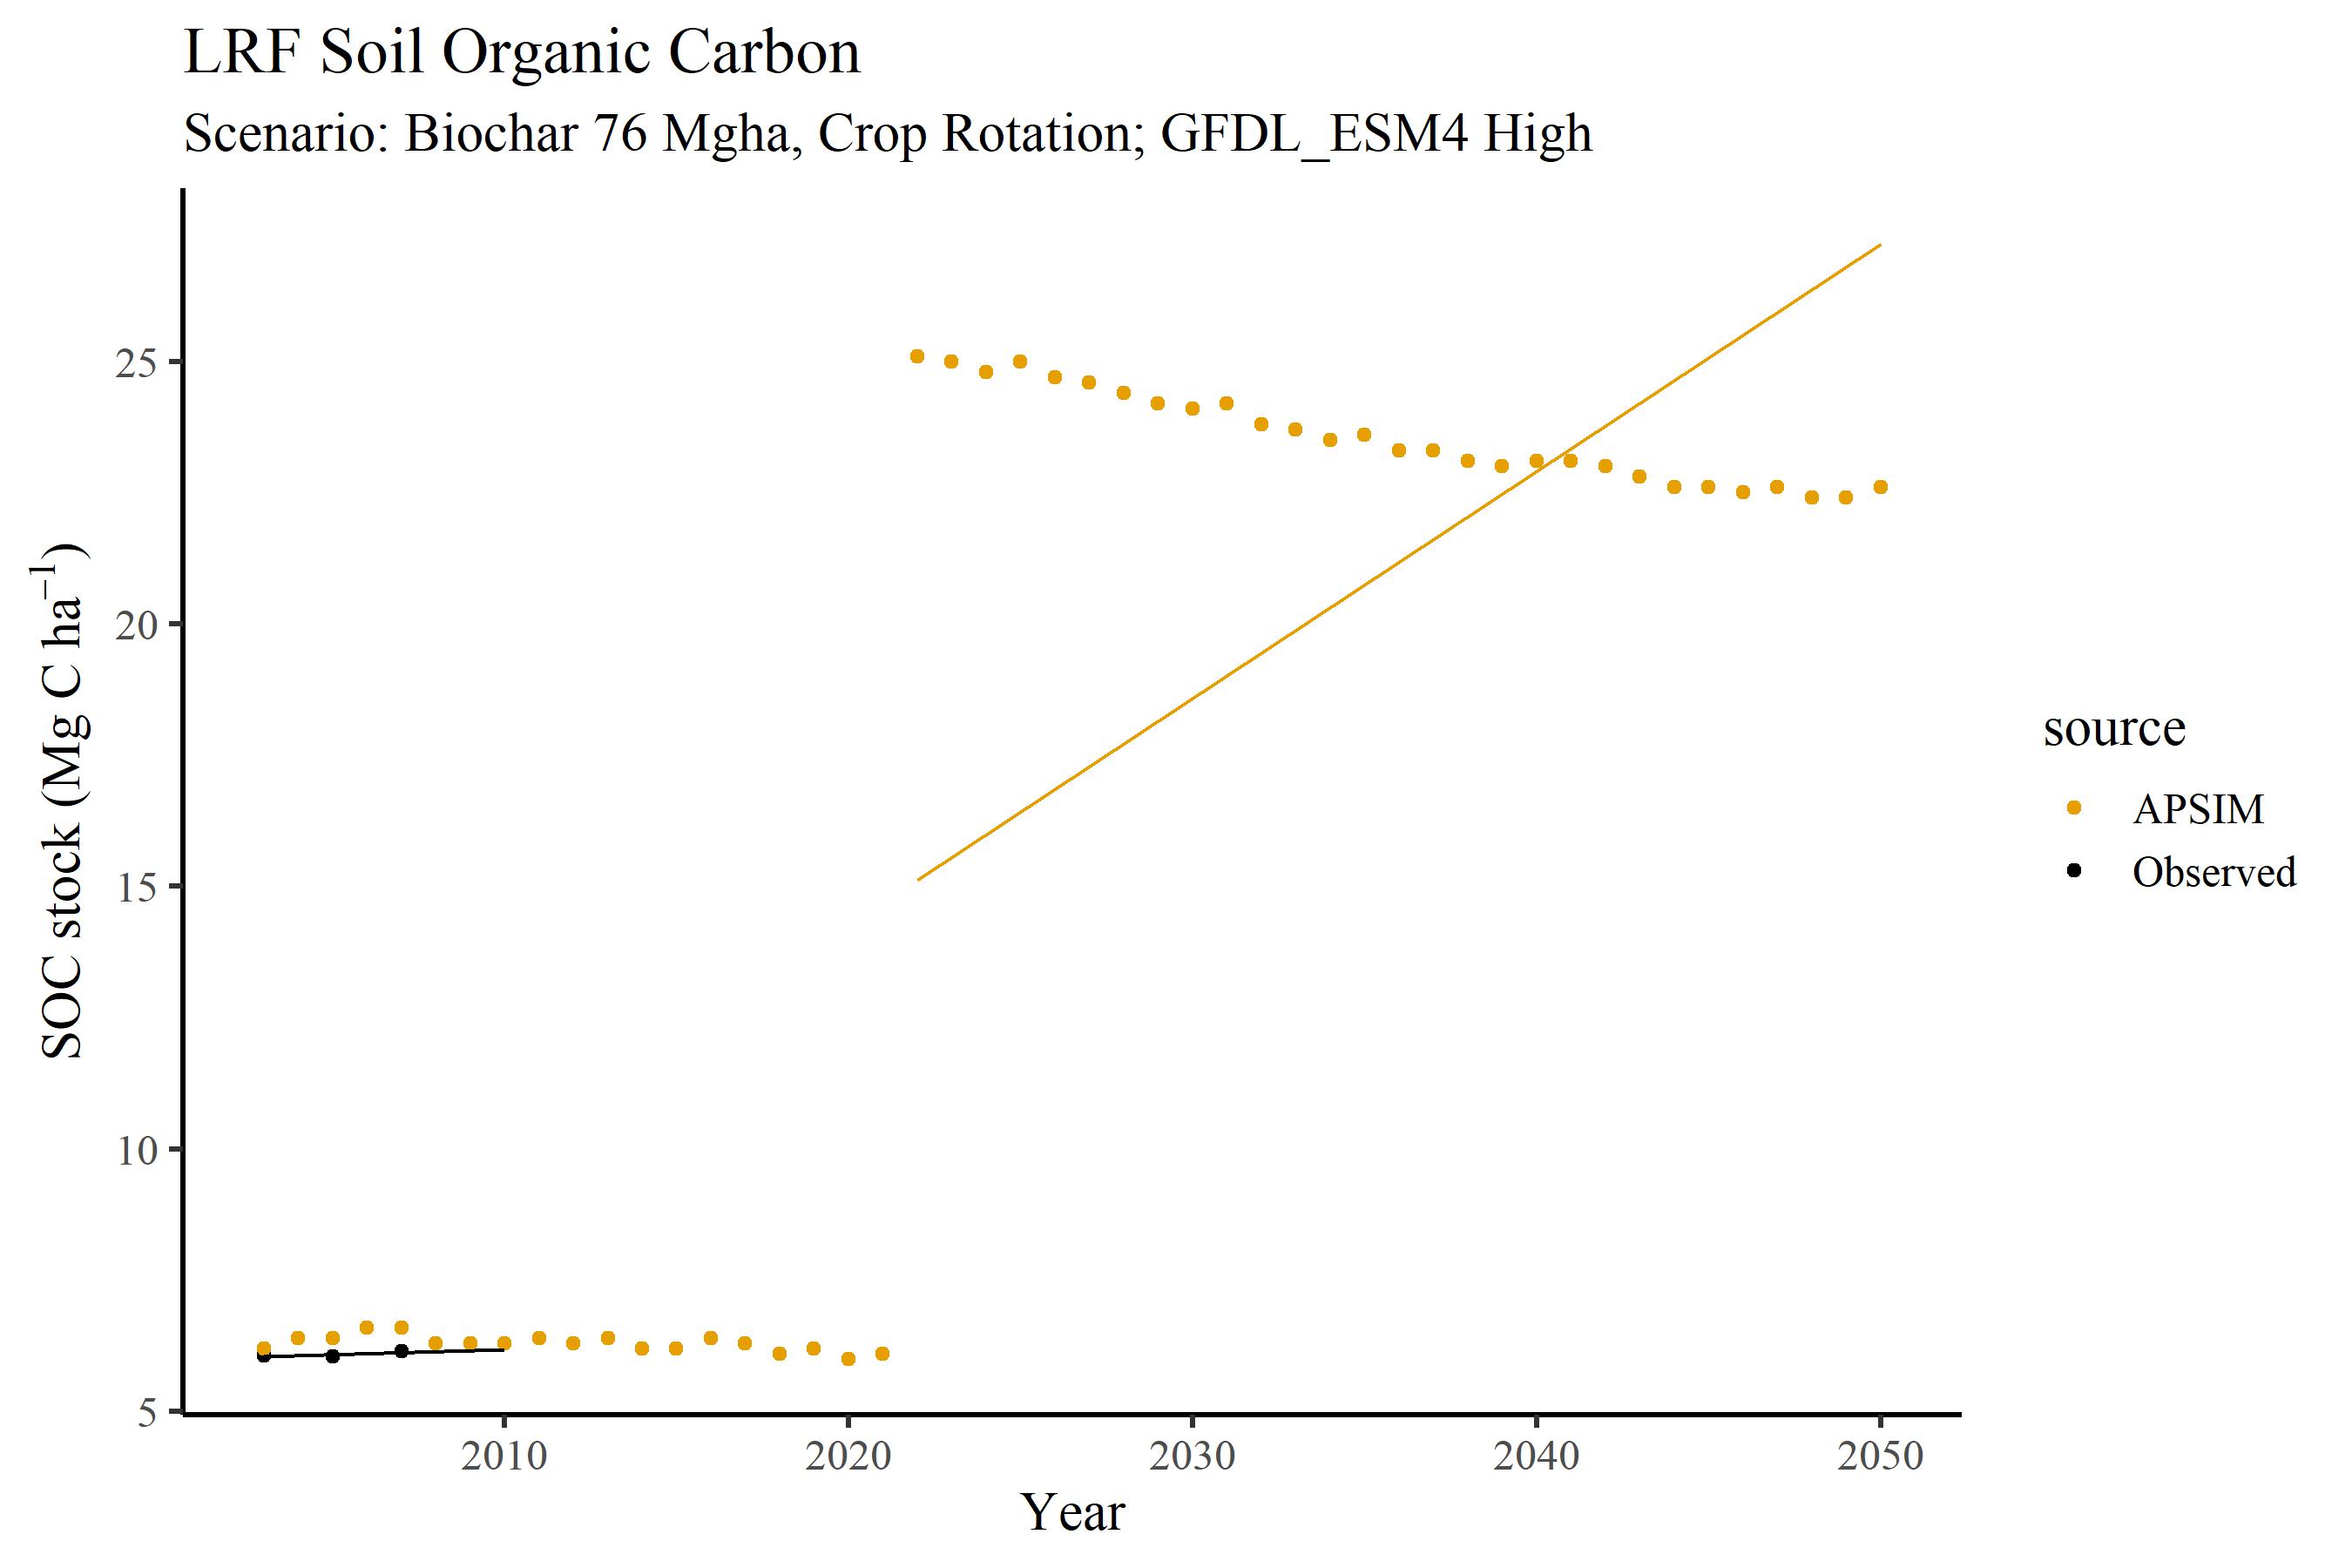 LRF Soil Organic Carbon
Scenario: Biochar 76 Mgha, Crop Rotation; GFDL_ESM4 High
SOC stock (Mg C ha⁻¹)
25
20
15
10
5
2010
2020
2030
2040
2050
Year
source
APSIM
Observed